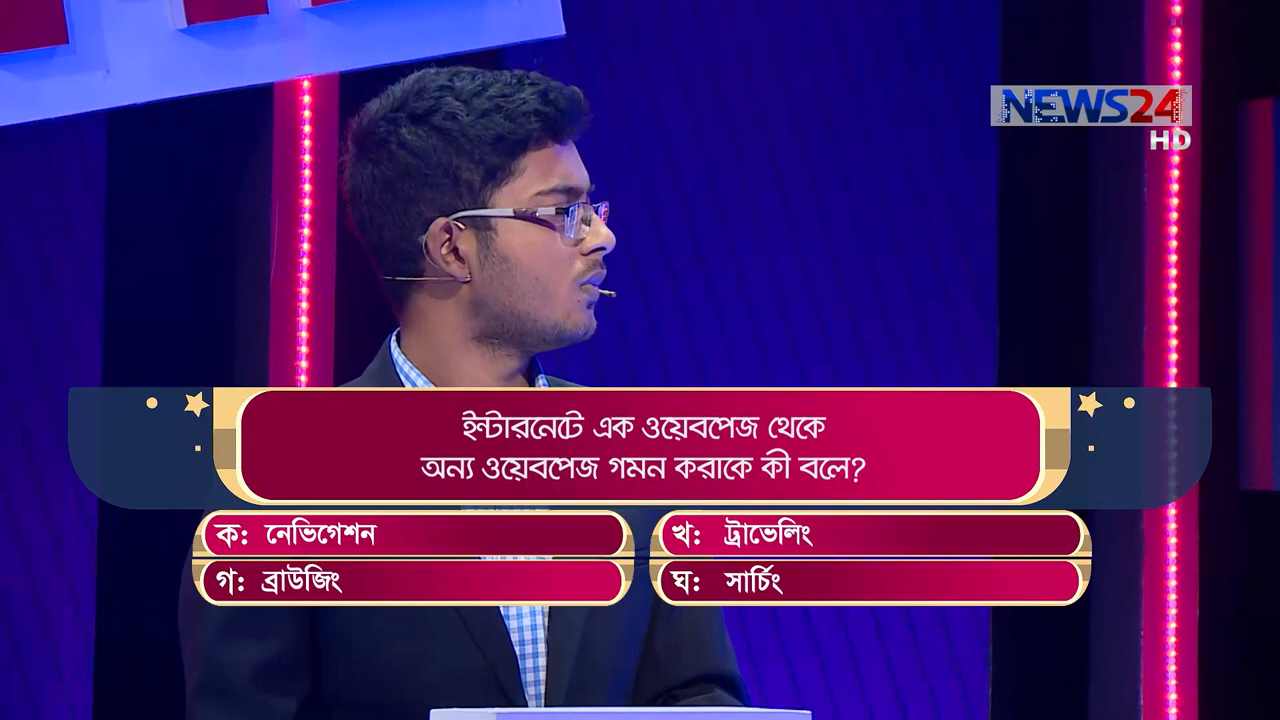 NEWS24
HD
ইন্টারনেটে এক ওয়েবপেজ থেকে
অন্য ওয়েবপেজ গমন করাকে কী বলে?
ক: নেভিগেশন
খ: ট্রাভেলিং
গ: ব্রাউজিং
ঘ: সার্চিং